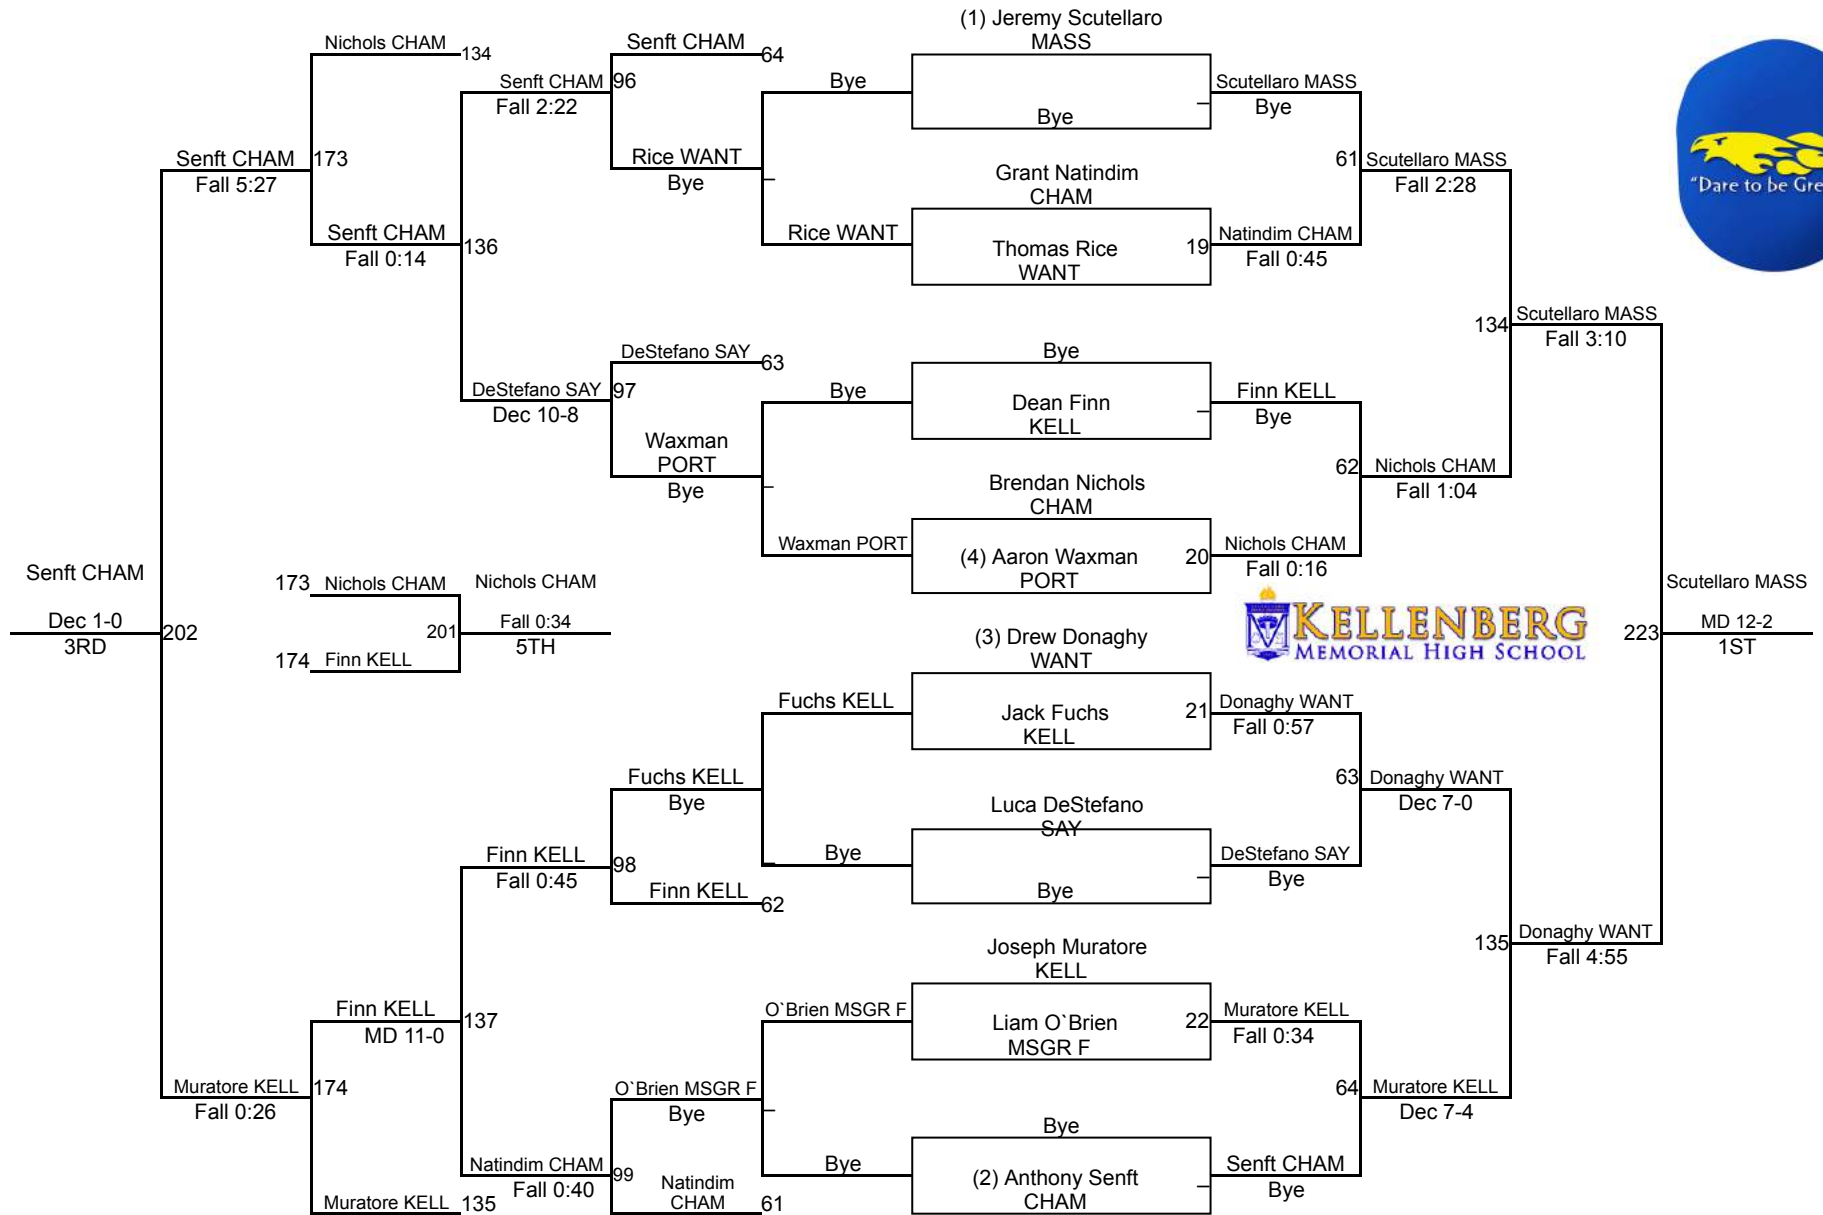 (1) Jeremy Scutellaro
MASS
Bye
Grant Natindim
CHAM
Thomas Rice
WANT
19
Bye
Dean Finn
KELL
Brendan Nichols
CHAM
(4) Aaron Waxman
PORT
20
(3) Drew Donaghy
WANT
Jack Fuchs
KELL
21
Luca DeStefano
SAY
Bye
Joseph Muratore
KELL
Liam O`Brien
MSGR F
22
Bye
(2) Anthony Senft
CHAM
Scutellaro MASS
Bye
61
Natindim CHAM
Fall 0:45
Finn KELL
Bye
62
Nichols CHAM
Fall 0:16
Donaghy WANT
Fall 0:57
63
DeStefano SAY
Bye
Muratore KELL
Fall 0:34
64
Senft CHAM
Bye
Scutellaro MASS
Fall 2:28
134
Nichols CHAM
Fall 1:04
Donaghy WANT
Dec 7-0
135
Muratore KELL
Dec 7-4
Scutellaro MASS
Fall 3:10
223
Donaghy WANT
Fall 4:55
Scutellaro MASS
MD 12-2
1ST
"Dare to be Gre
KELLENBERG
MEMORIAL HIGH SCHOOL
Bye
Rice WANT
Bye
Waxman PORT
Fuchs KELL
Bye
O`Brien MSGR F
Bye
Senft CHAM
64
96
Rice WANT
Bye
DeStefano SAY
63
97
Waxman
PORT
Bye
Fuchs KELL
Bye
98
Finn KELL
62
O`Brien MSGR F
Bye
99
Natindim
CHAM
61
Senft CHAM
Fall 2:22
136
DeStefano SAY
Dec 10-8
Finn KELL
Fall 0:45
137
Natindim CHAM
Fall 0:40
Nichols CHAM
134
173
Senft CHAM
Fall 0:14
Finn KELL
MD 11-0
174
Muratore KELL
135
Senft CHAM
Fall 5:27
202
Muratore KELL
Fall 0:26
Senft CHAM
Dec 1-0
3RD
173 Nichols CHAM
201
174 Finn KELL
Nichols CHAM
Fall 0:34
5TH